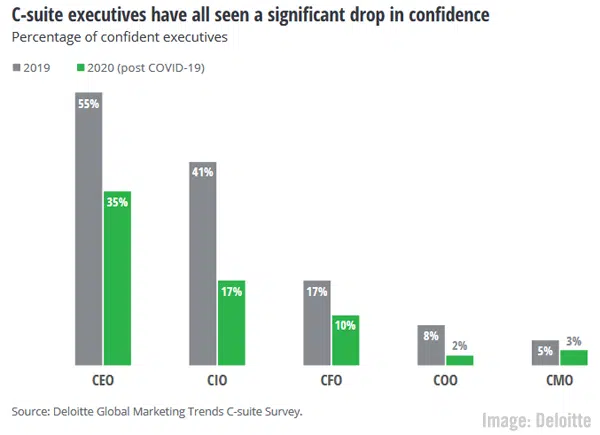 C-suite executives have all seen a significant drop in confidence
Percentage of confident executives
2019 2020 (post COVID-19)
55%
35%
41%
17%
17%
10%
8%
2%
5%
3%
CEO CIO CFO COO CMO
Source: Deloitte Global Marketing Trends C-suite Survey.
Image: Deloitte